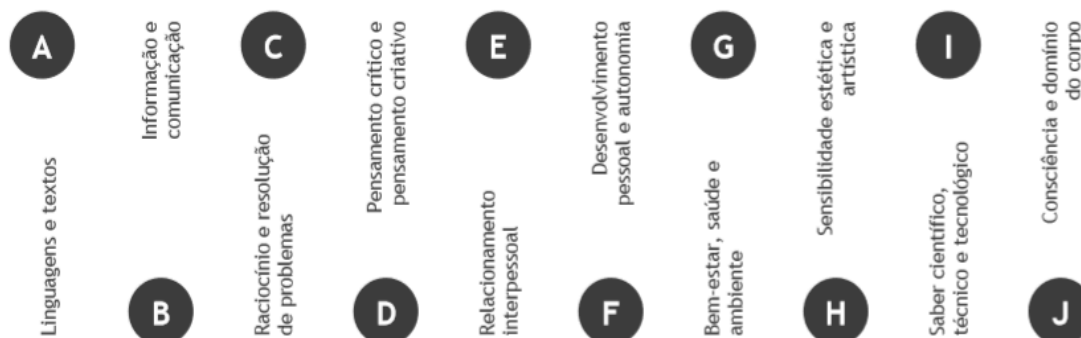 A
Linguagens e textos
Informação e
comunicação
B
C
Raciocínio e resolução
de problemas
Pensamento crítico e
pensamento criativo
D
E
Relacionamento
interpessoal
Desenvolvimento
pessoal e autonomia
F
G
Bem-estar, saúde e
ambiente
Sensibilidade estética e
artística
H
I
Saber científico,
técnico e tecnológico
Consciência e domínio
do corpo
J